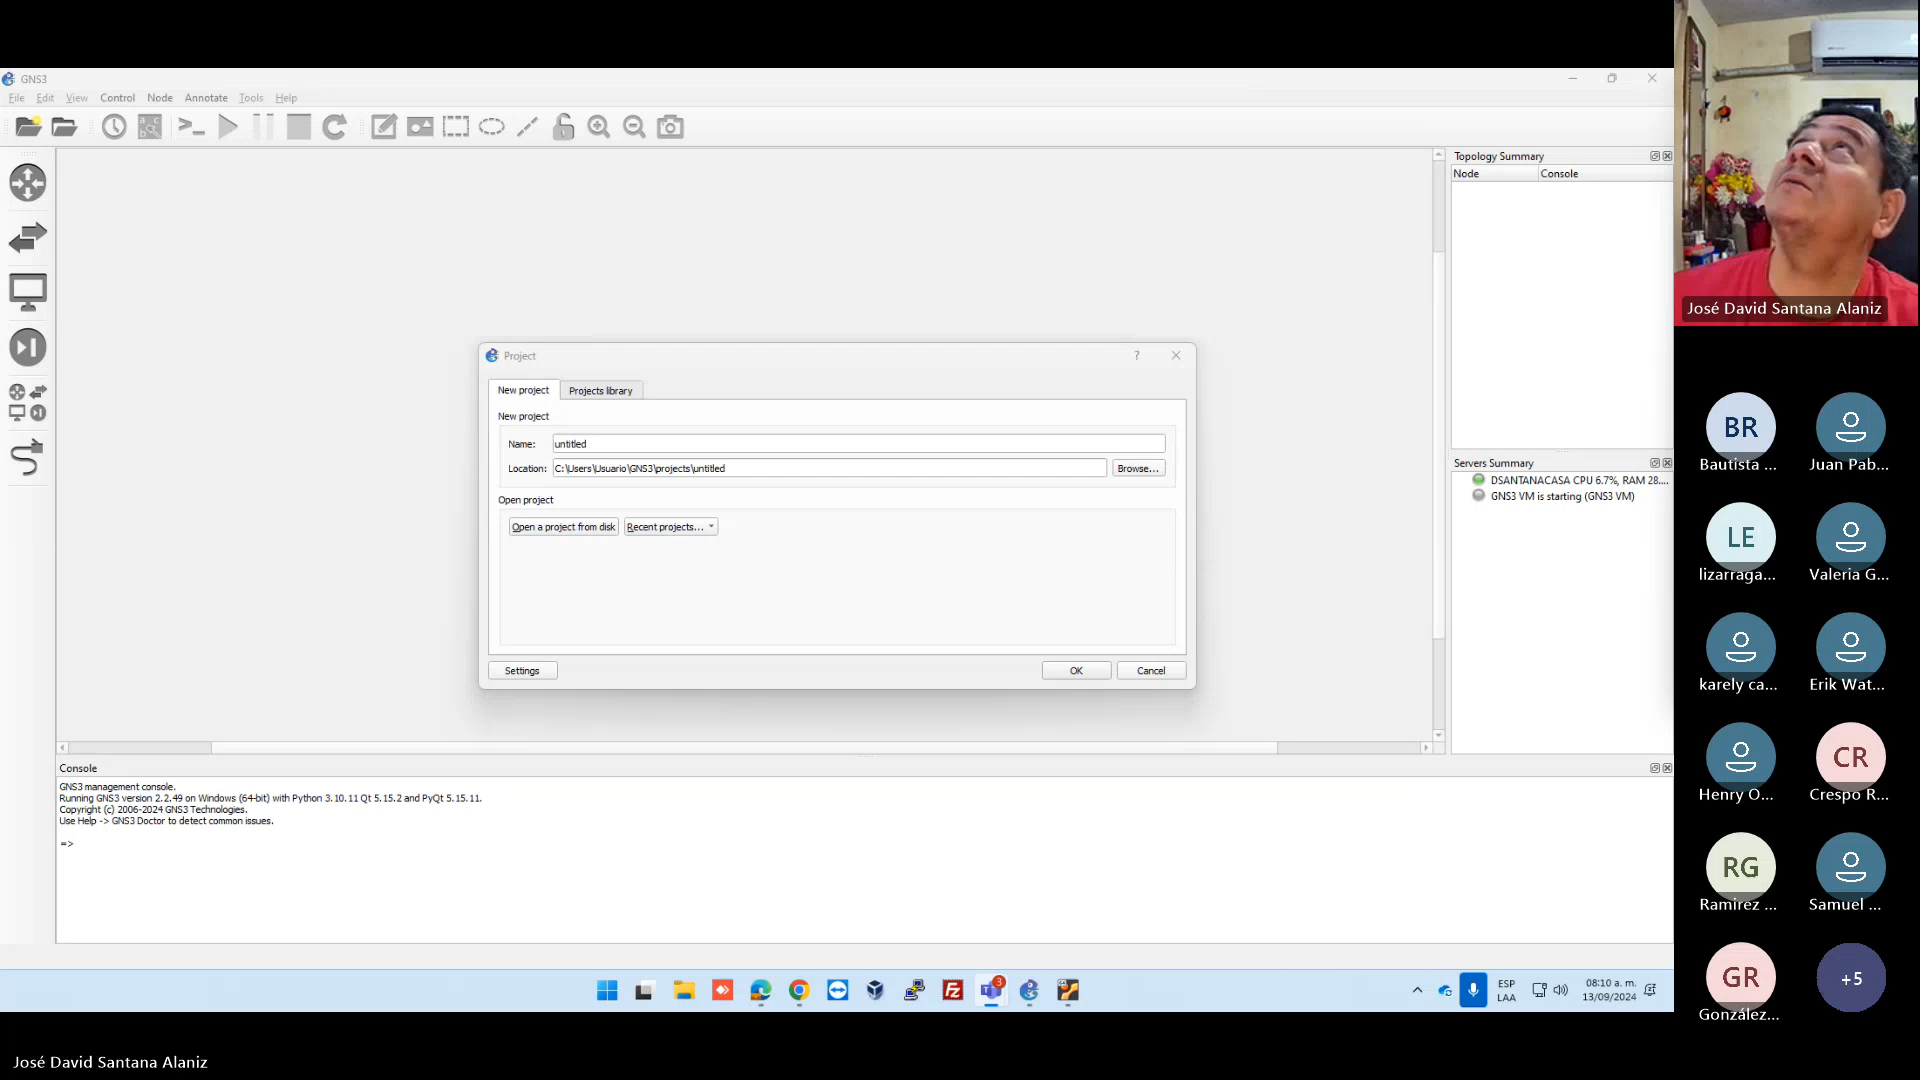 GNS3
File Edit View Control Node Annotate Tools Help
Topology Summary
Node Console
José David Santana Alaniz
Project
New project Projects library
New project
Name: untitled
Location: C:\Users\Usuario\GNS3\projects\untitled Browse...
Open project
Open a project from disk Recent projects...
Settings OK Cancel
Servers Summary
DSANTANACASA CPU 6.7%, RAM 28....
GNS3 VM is starting (GNS3 VM)
Console
GNS3 management console.
Running GNS3 version 2.2.49 on Windows (64-bit) with Python 3.10.11 Qt 5.15.2 and PyQt 5.15.11.
Copyright (c) 2006-2024 GNS3 Technologies.
Use Help -> GNS3 Doctor to detect common issues.
=>
BR
Bautista ... Juan Pab...
LE
lizarraga... Valeria G...
karely ca... Erik Wat...
CR
Henry O... Crespo R...
RG
Ramirez ... Samuel ...
GR +5
González...
3
ESP
LAA
08:10 a. m.
13/09/2024
José David Santana Alaniz